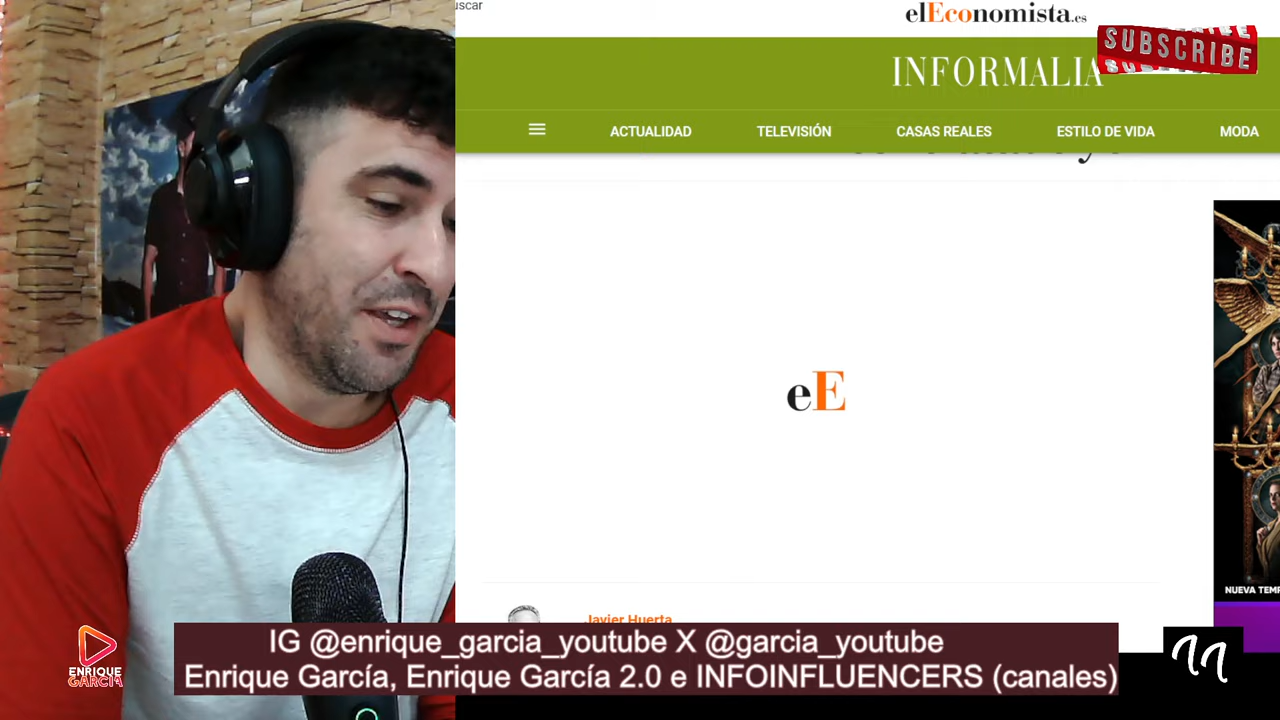 uscar
elEconomista.es
SUBSCRIBE
INFORMALIA
ACTUALIDAD TELEVISIÓN CASAS REALES ESTILO DE VIDA MODA
eE
NUEVA TEMP
Javier Huerta
IG @enrique_garcia_youtube X @garcia_youtube
Enrique García, Enrique García 2.0 e INFOINFLUENCERS (canales)
ENRIQUE
GARCÍA